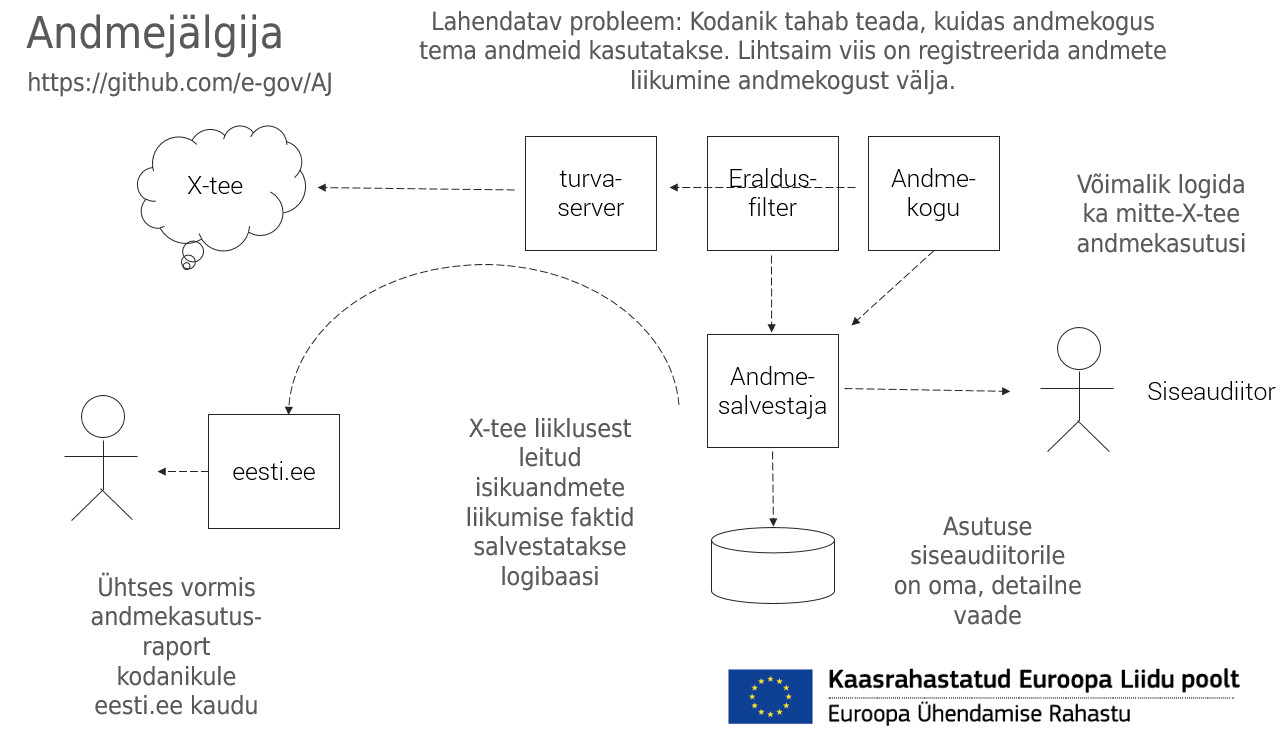 Andmejälgija
https://github.com/e-gov/AJ
Lahendatav probleem: Kodanik tahab teada, kuidas andmekogus
tema andmeid kasutatakse. Lihtsaim viis on registreerida andmete
liikumine andmekogust välja.
X-tee
turva-
server
Eraldus-
filter
Andme-
kogu
Võimalik logida
ka mitte-X-tee
andmekasutusi
Andme-
salvestaja
Siseaudiitor
eesti.ee
X-tee liiklusest
leitud
isikuandmete
liikumise faktid
salvestatakse
logibaasi
Asutuse
siseaudiitorile
on oma, detailne
vaade
Ühtses vormis
andmekasutus-
raport
kodanikule
eesti.ee kaudu
Kaasrahastatud Euroopa Liidu poolt
Euroopa Ühendamise Rahastu